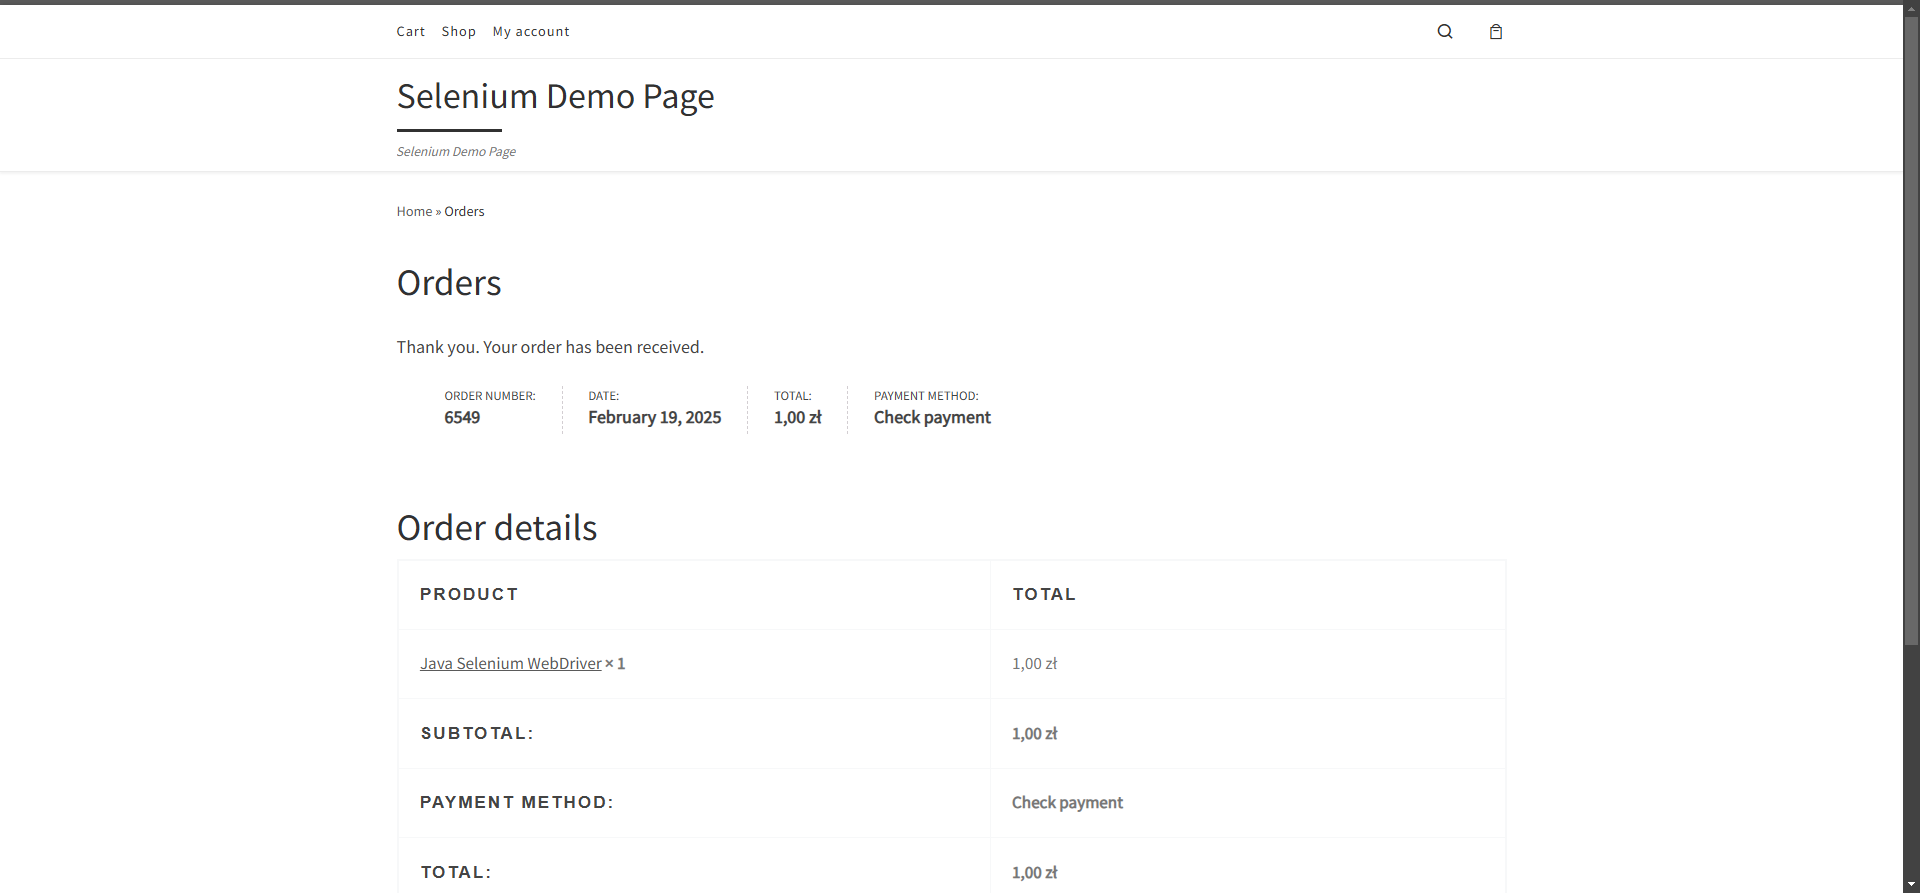 Cart Shop My account
Selenium Demo Page
Selenium Demo Page
Home » Orders
Orders
Thank you. Your order has been received.
ORDER NUMBER: DATE: TOTAL: PAYMENT METHOD:
6549 February 19, 2025 1,00 zł Check payment
Order details
PRODUCT TOTAL
Java Selenium WebDriver × 1 1,00 zł
SUBTOTAL: 1,00 zł
PAYMENT METHOD: Check payment
TOTAL: 1,00 zł